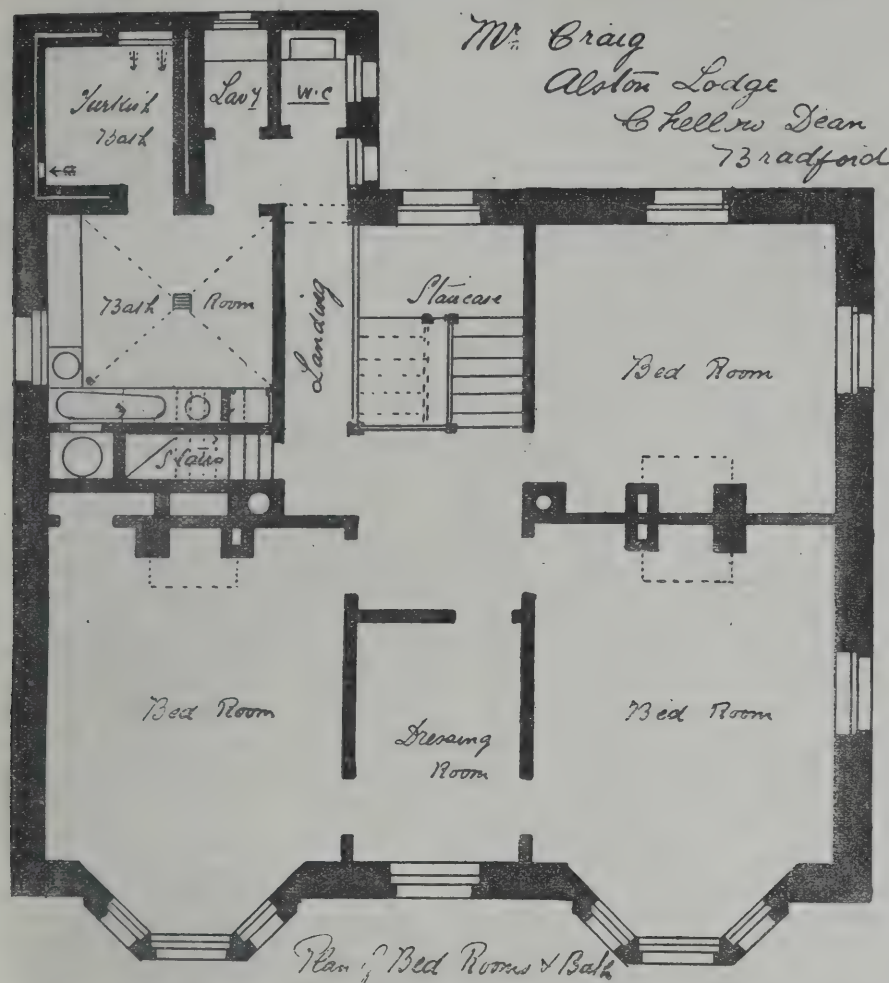 Mr. Craig
Alston Lodge
Chellow Dean
Bradford
Turkish
Bath
Lavy
W.C
Bath Room
Landing
Staircase
Bed Room
Stairs
Bed Room
Dressing
Room
Bed Room
Plan of Bed Rooms & Bath